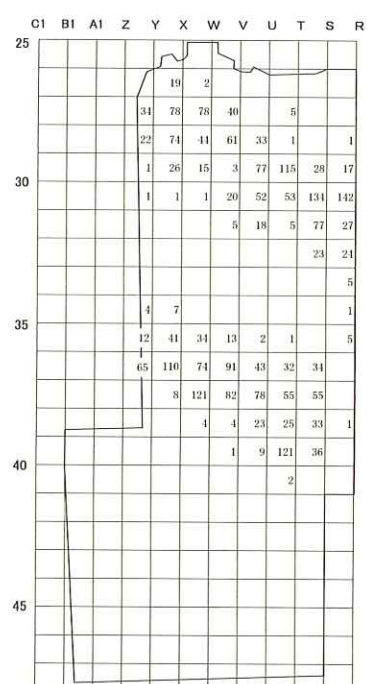 C1 B1 A1 Z Y X W V U T S R
25
19 2
34 78 78 40 5
22 74 44 61 33 1 1
1 26 15 3 77 115 28 17
30
1 1 1 20 52 53 134 142
5 18 5 77 27
23 24
5
4 7 1
35
12 41 34 13 2 1 5
65 110 74 91 43 32 34
8 121 82 78 55 55
4 4 23 25 33 1
1 9 121 36
40
2
45